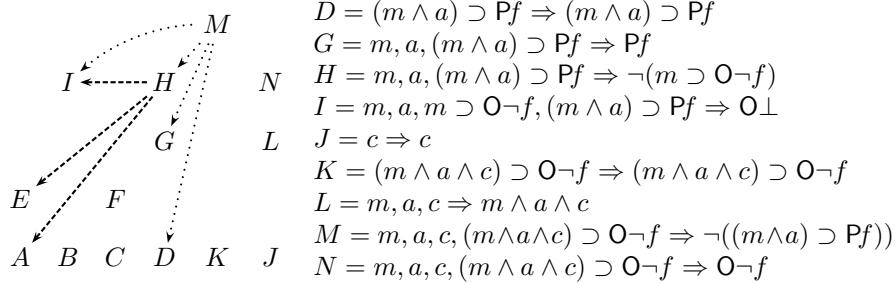 M
I H N
G L
E F
A B C D K J
D = (m ∧ a) ⊃ Pf ⇒ (m ∧ a) ⊃ Pf
G = m, a, (m ∧ a) ⊃ Pf ⇒ Pf
H = m, a, (m ∧ a) ⊃ Pf ⇒ ¬(m ⊃ O¬f)
I = m, a, m ⊃ O¬f, (m ∧ a) ⊃ Pf ⇒ O⊥
J = c ⇒ c
K = (m ∧ a ∧ c) ⊃ O¬f ⇒ (m ∧ a ∧ c) ⊃ O¬f
L = m, a, c ⇒ m ∧ a ∧ c
M = m, a, c, (m∧a∧c) ⊃ O¬f ⇒ ¬((m∧a) ⊃ Pf))
N = m, a, c, (m ∧ a ∧ c) ⊃ O¬f ⇒ O¬f